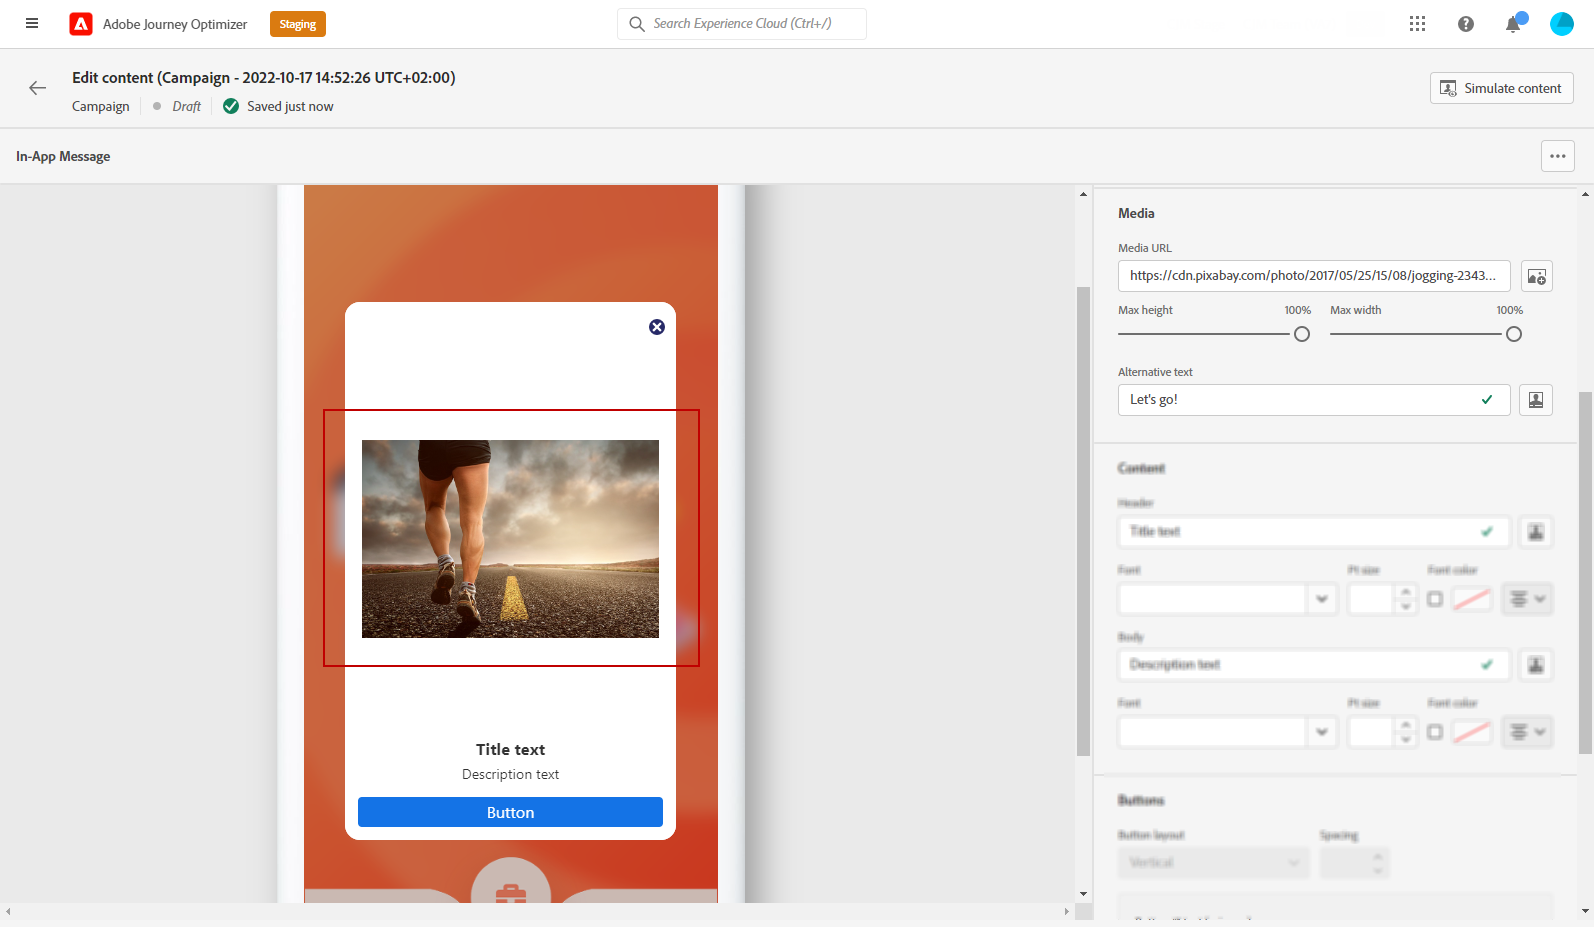 Adobe Journey Optimizer
Staging
Search Experience Cloud (Ctrl+/)
Edit content (Campaign - 2022-10-17 14:52:26 UTC+02:00)
Campaign
Draft
Saved just now
Simulate content
In-App Message
Title text
Description text
Button
Media
Media URL
https://cdn.pixabay.com/photo/2017/05/25/15/08/jogging-2343...
Max height
100%
Max width
100%
Alternative text
Let's go!
Content
Header
Title text
Font
Pt size
Font color
Body
Description text
Font
Pt size
Font color
Buttons
Button layout
Spacing
Vertical